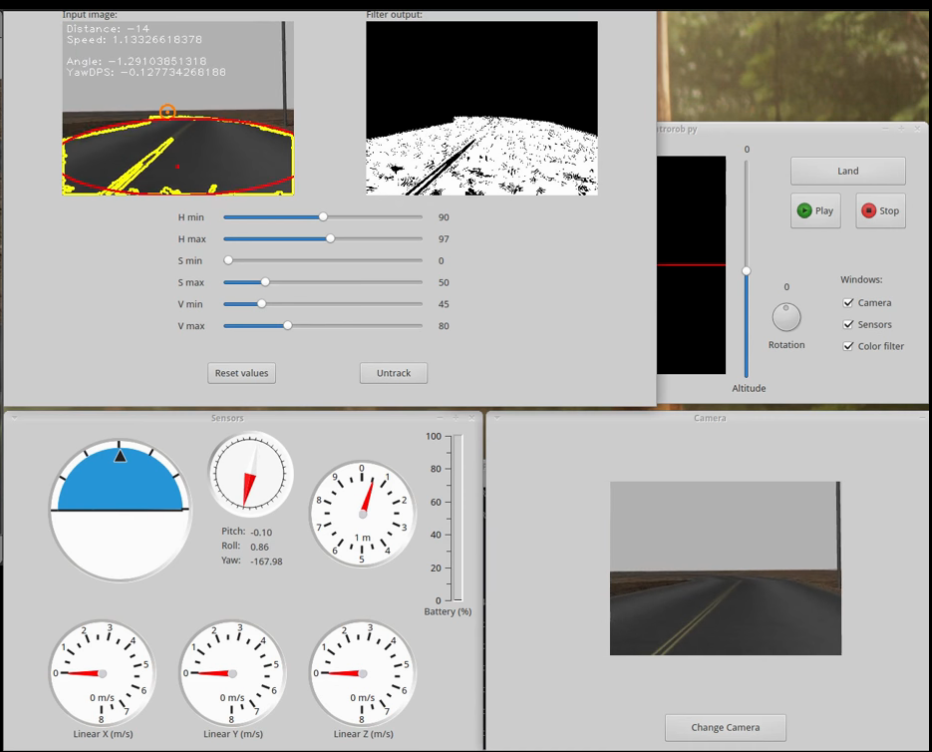 Input image:
Filter output:
Distance: -14
Speed: 1.13326618378
Angle: -1.29103851318
YawDPS: -0.127734268188
H min 90
H max 97
S min 0
S max 50
V min 45
V max 80
Reset values
Untrack
0
Land
Play
Stop
0
Rotation
Altitude
Windows:
Camera
Sensors
Color filter
Sensors
Pitch: -0.10
Roll: 0.86
Yaw: -167.98
0
1
2
3
4
5
6
7
8
9
1 m
100
80
60
40
20
0
Battery (%)
0
1
2
3
4
5
6
7
8
0 m/s
Linear X (m/s)
0
1
2
3
4
5
6
7
8
0 m/s
Linear Y (m/s)
0
1
2
3
4
5
6
7
8
0 m/s
Linear Z (m/s)
Camera
Change Camera